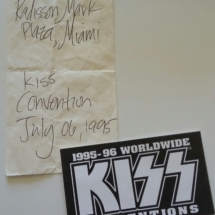 Radisson Mark
Plaza, Miami
KISS
Convention
July 06, 1995
1995-96 WORLDWIDE
KISS
CONVENTIONS